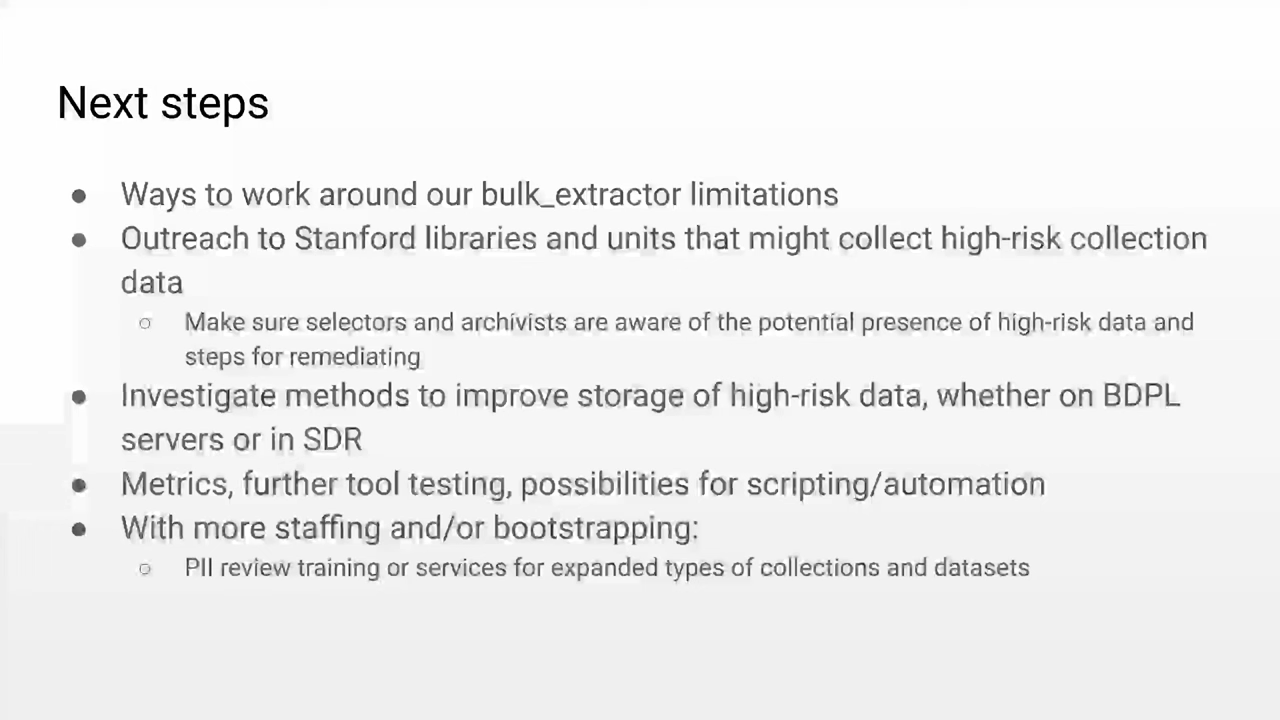 Next steps
● Ways to work around our bulk_extractor limitations
● Outreach to Stanford libraries and units that might collect high-risk collection
data
○ Make sure selectors and archivists are aware of the potential presence of high-risk data and
steps for remediating
● Investigate methods to improve storage of high-risk data, whether on BDPL
servers or in SDR
● Metrics, further tool testing, possibilities for scripting/automation
● With more staffing and/or bootstrapping:
○ PII review training or services for expanded types of collections and datasets